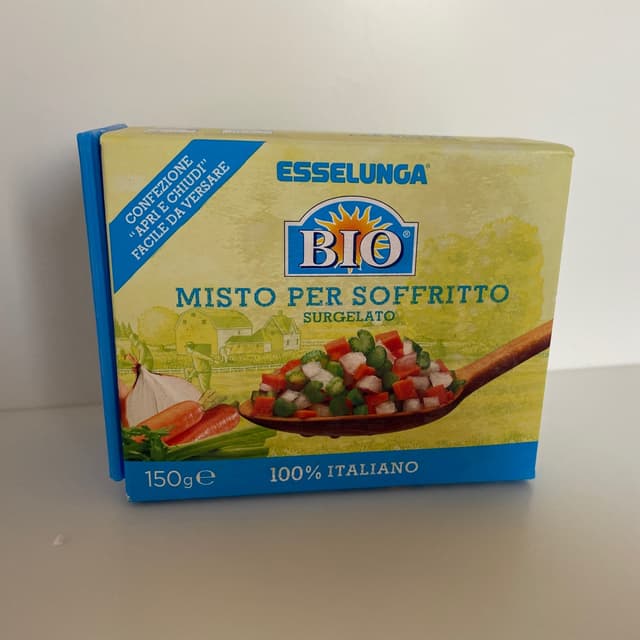 CONFEZIONE
"APRI E CHIUDI"
FACILE DA VERSARE
ESSELUNGA®
BIO®
MISTO PER SOFFRITTO
SURGELATO
150g℮
100% ITALIANO